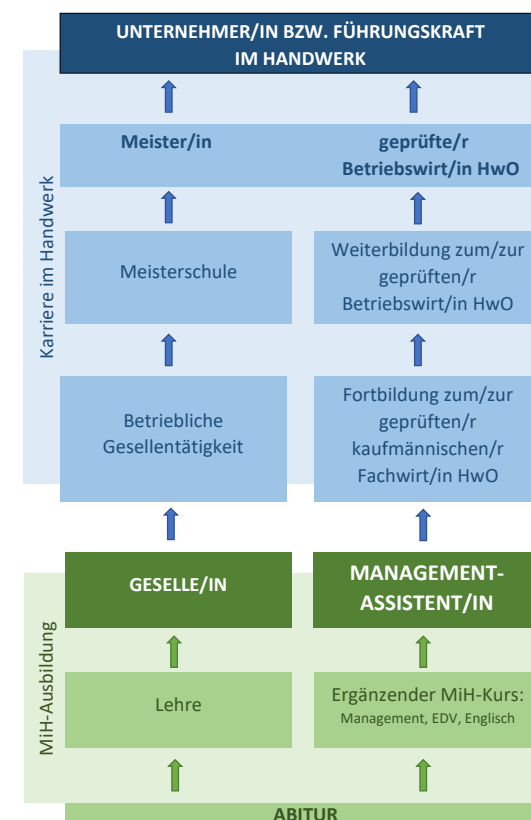 UNTERNEHMER/IN BZW. FÜHRUNGSKRAFT
IM HANDWERK
Karriere im Handwerk
Meister/in
geprüfte/r
Betriebswirt/in HwO
Meisterschule
Weiterbildung zum/zur
geprüften/r
Betriebswirt/in HwO
Betriebliche
Gesellentätigkeit
Fortbildung zum/zur
geprüften/r
kaufmännischen/r
Fachwirt/in HwO
MiH-Ausbildung
GESELLE/IN
MANAGEMENT-
ASSISTENT/IN
Lehre
Ergänzender MiH-Kurs:
Management, EDV, Englisch
ABITUR